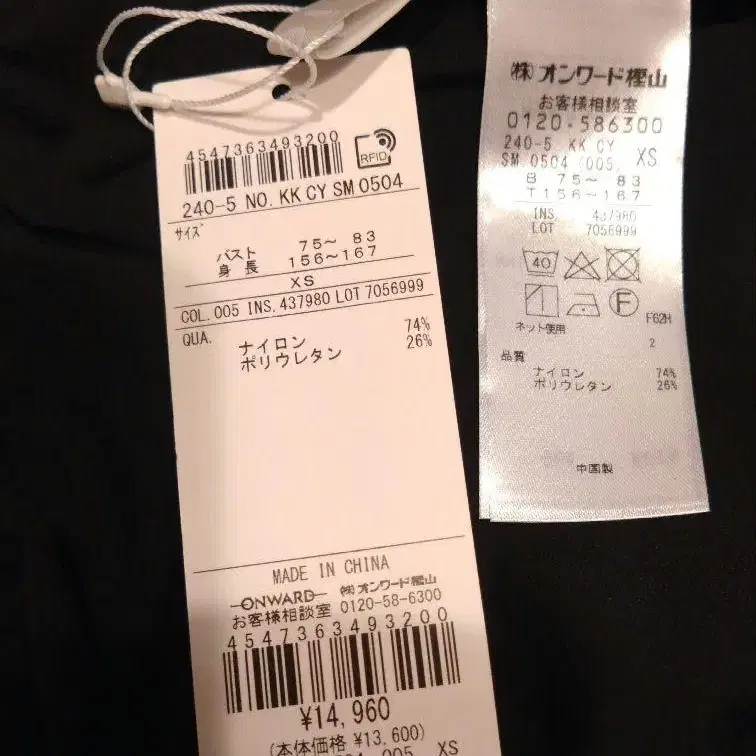 4547363493200
RFID
240-5 NO. KK CY SM 0504
サイズ
バスト 75～ 83
身長 156～167
XS
COL. 005 INS. 437980 LOT 7056999
QUA.
ナイロン 74%
ポリウレタン 26%
MADE IN CHINA
ONWARD ㈱オンワード樫山
お客様相談室 0120-58-6300
4547363493200
¥14,960
(本体価格 ¥13,600)
005 XS
㈱オンワード樫山
お客様相談室
0120-586300
240-5 KK CY
SM 0504 (005, XS
B 75～ 83
T156～167
INS. 437980
LOT 7056999
40
F
ネット使用 F62H
2
品質
ナイロン 74%
ポリウレタン 26%
中国製